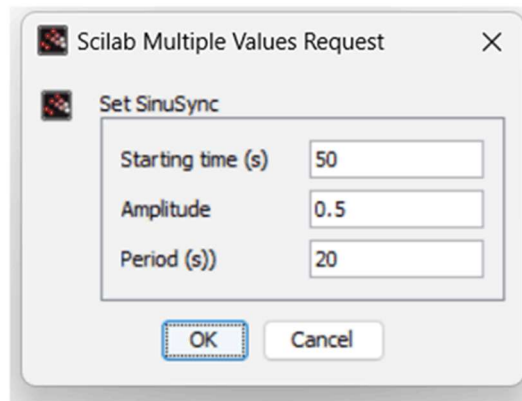 Scilab Multiple Values Request
Set SinuSync
Starting time (s) 50
Amplitude 0.5
Period (s)) 20
OK Cancel